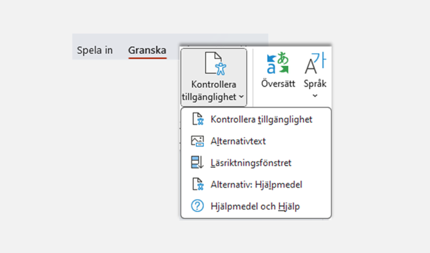 Spela in Granska
Kontrollera
tillgänglighet
Översätt
Språk
Kontrollera tillgänglighet
Alternativtext
Läsriktningsfönstret
Alternativ: Hjälpmedel
Hjälpmedel och Hjälp